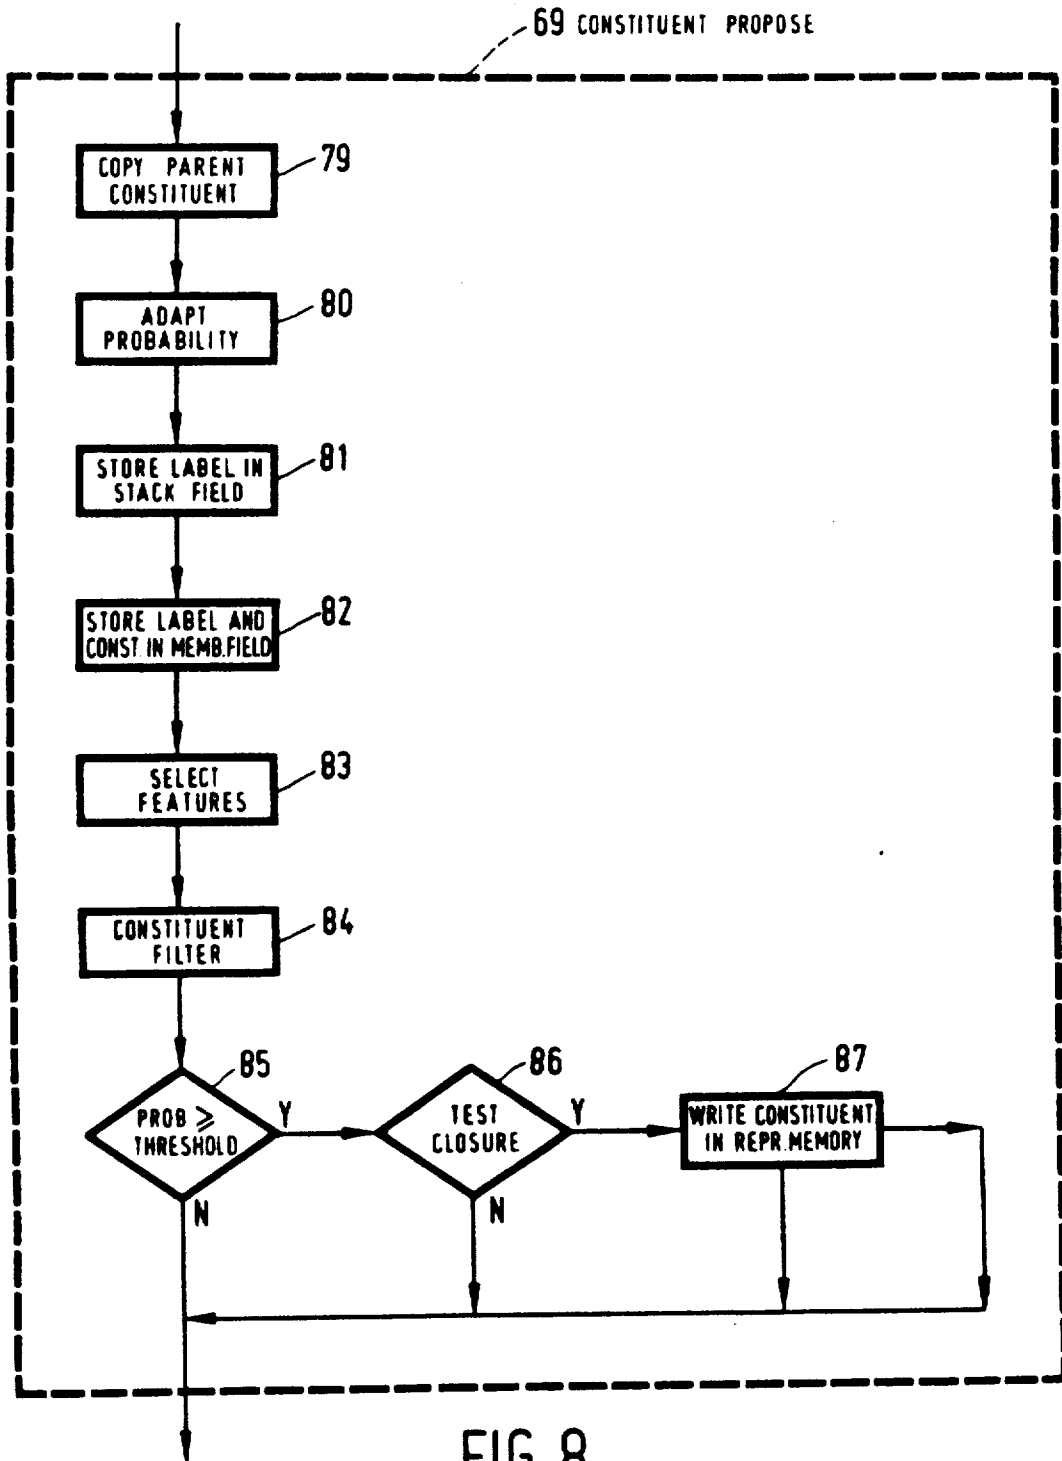 69 CONSTITUENT PROPOSE
COPY PARENT
CONSTITUENT
79
ADAPT
PROBABILITY
80
STORE LABEL IN
STACK FIELD
81
STORE LABEL AND
CONST. IN MEMB.FIELD
82
SELECT
FEATURES
83
CONSTITUENT
FILTER
84
85
PROB ≥
THRESHOLD
Y
N
86
TEST
CLOSURE
Y
N
87
WRITE CONSTITUENT
IN REPR.MEMORY
FIG. 8